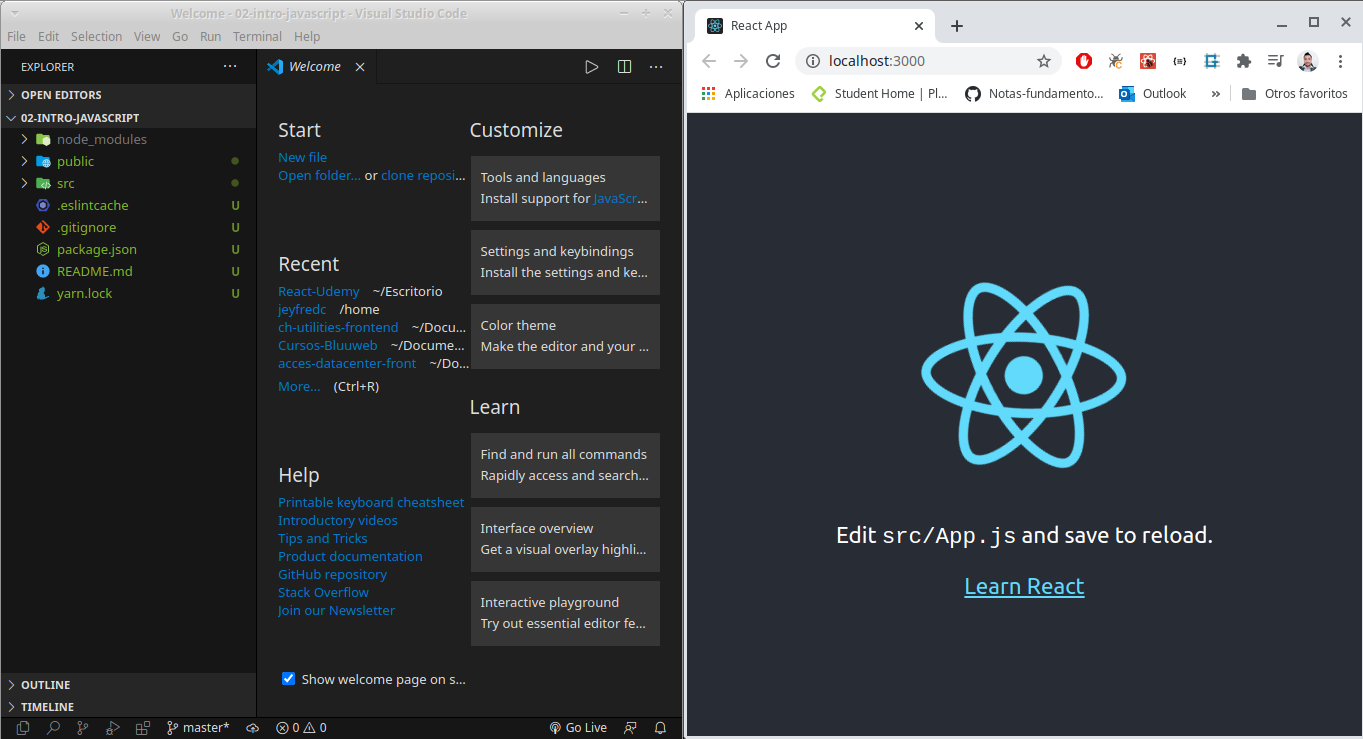 Welcome - 02-intro-javascript - Visual Studio Code
File Edit Selection View Go Run Terminal Help
EXPLORER
OPEN EDITORS
02-INTRO-JAVASCRIPT
node_modules
public
src
.eslintcache U
.gitignore U
package.json U
README.md U
yarn.lock U
OUTLINE
TIMELINE
Welcome
Start
New file
Open folder... or clone reposi...
Recent
React-Udemy ~/Escritorio
jeyfredc /home
ch-utilities-frontend ~/Docu...
Cursos-Bluuweb ~/Docume...
acces-datacenter-front ~/Do...
More... (Ctrl+R)
Help
Printable keyboard cheatsheet
Introductory videos
Tips and Tricks
Product documentation
GitHub repository
Stack Overflow
Join our Newsletter
Show welcome page on s...
Customize
Tools and languages
Install support for JavaScr...
Settings and keybindings
Install the settings and ke...
Color theme
Make the editor and your ...
Learn
Find and run all commands
Rapidly access and search...
Interface overview
Get a visual overlay highli...
Interactive playground
Try out essential editor fe...
master* 0 0 Go Live
React App
localhost:3000
Aplicaciones Student Home | Pl... Notas-fundamento... Outlook » Otros favoritos
Edit src/App.js and save to reload.
Learn React